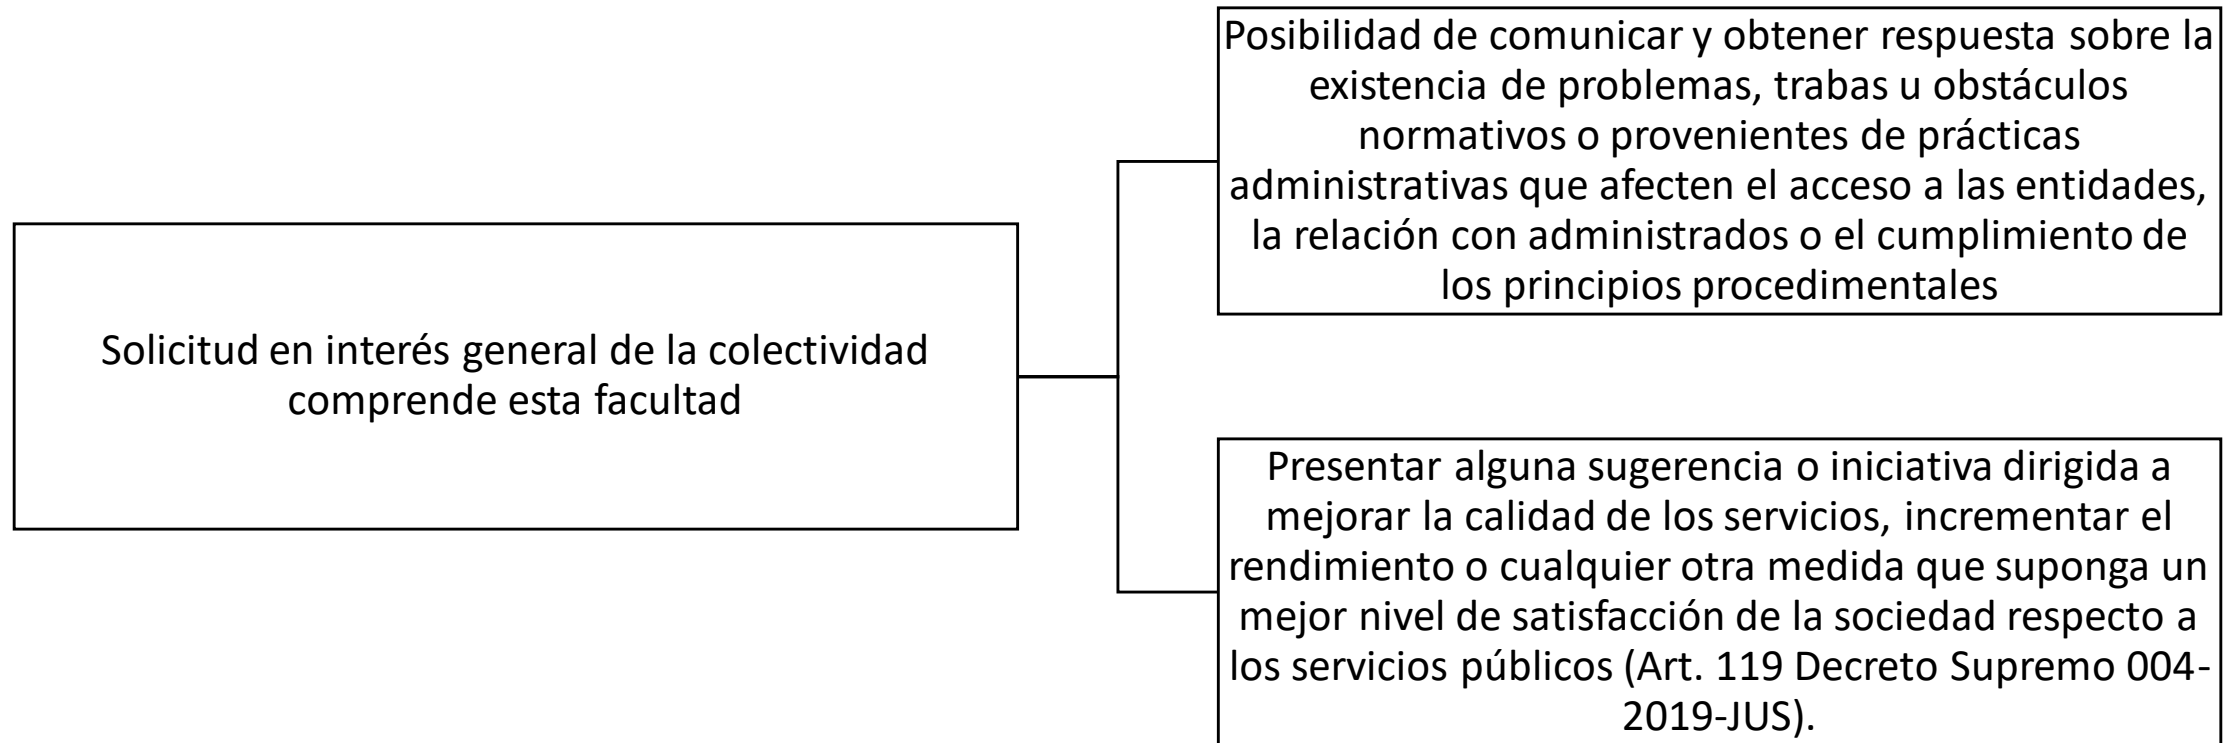 Solicitud en interés general de la colectividad
comprende esta facultad
Posibilidad de comunicar y obtener respuesta sobre la
existencia de problemas, trabas u obstáculos
normativos o provenientes de prácticas
administrativas que afecten el acceso a las entidades,
la relación con administrados o el cumplimiento de
los principios procedimentales
Presentar alguna sugerencia o iniciativa dirigida a
mejorar la calidad de los servicios, incrementar el
rendimiento o cualquier otra medida que suponga un
mejor nivel de satisfacción de la sociedad respecto a
los servicios públicos (Art. 119 Decreto Supremo 004-
2019-JUS).